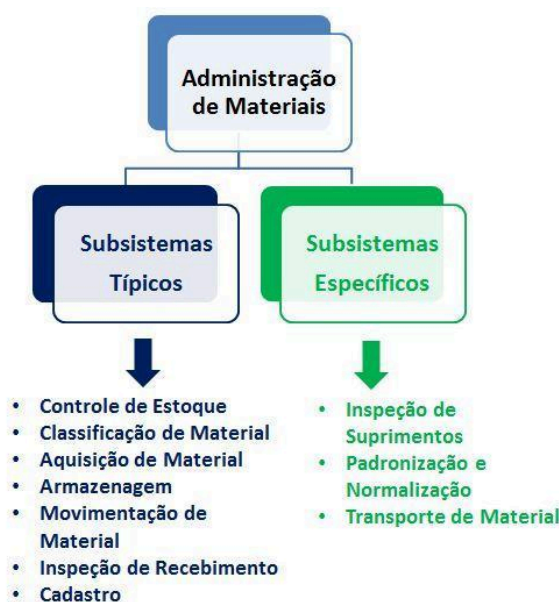 Administração
de Materiais
Subsistemas
Típicos
Subsistemas
Específicos
• Controle de Estoque
• Classificação de Material
• Aquisição de Material
• Armazenagem
• Movimentação de
Material
• Inspeção de Recebimento
• Cadastro
• Inspeção de
Suprimentos
• Padronização e
Normalização
• Transporte de Material